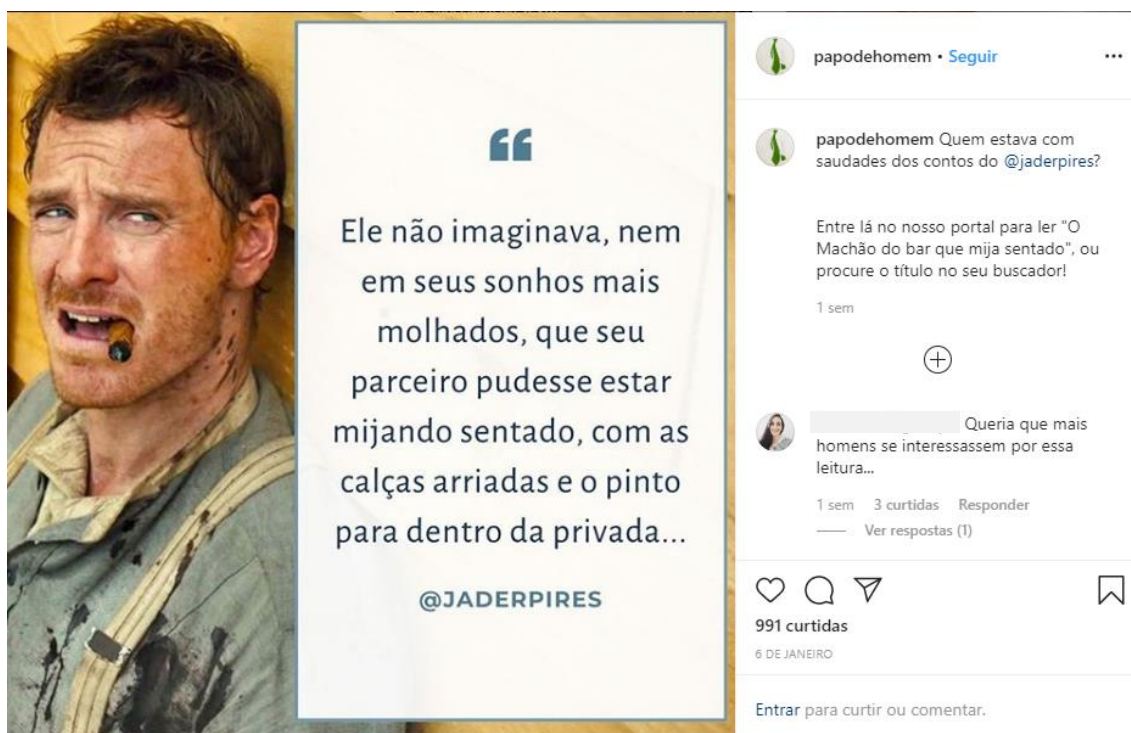 “
Ele não imaginava, nem
em seus sonhos mais
molhados, que seu
parceiro pudesse estar
mijando sentado, com as
calças arriadas e o pinto
para dentro da privada...
@JADERPIRES
papodehomem • Seguir
papodehomem Quem estava com
saudades dos contos do @jaderpires?
Entre lá no nosso portal para ler "O
Machão do bar que mija sentado", ou
procure o título no seu buscador!
1 sem
Queria que mais
homens se interessassem por essa
leitura...
1 sem 3 curtidas Responder
Ver respostas (1)
991 curtidas
6 DE JANEIRO
Entrar para curtir ou comentar.